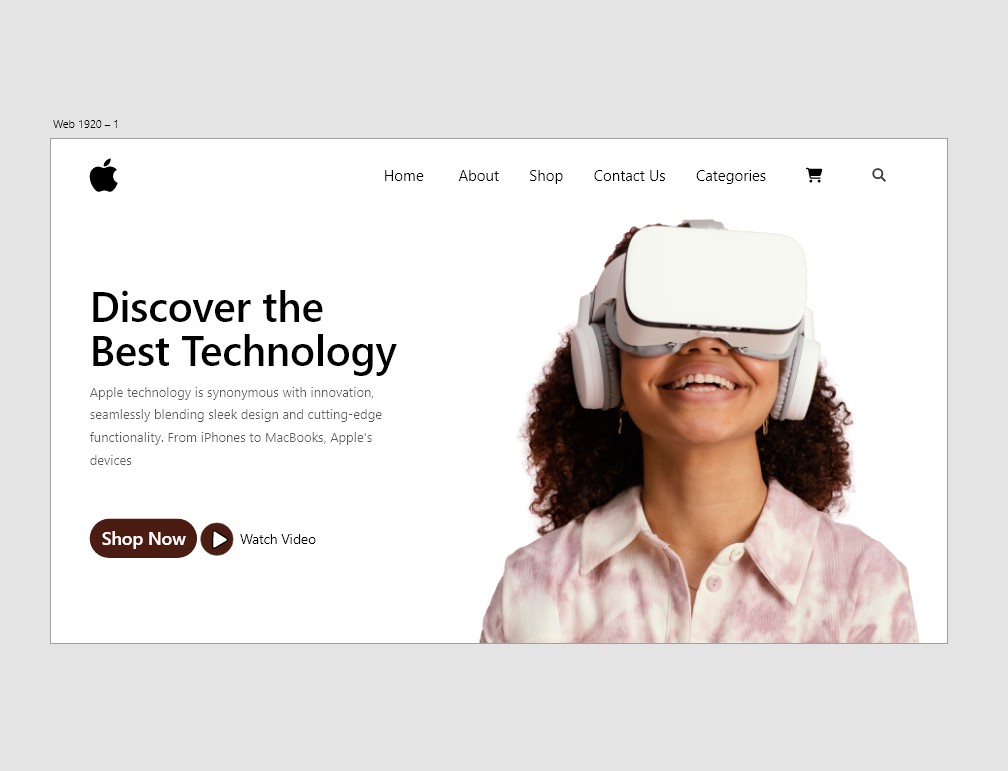 Web 1920 – 1
Home About Shop Contact Us Categories
Discover the
Best Technology
Apple technology is synonymous with innovation,
seamlessly blending sleek design and cutting-edge
functionality. From iPhones to MacBooks, Apple's
devices
Shop Now Watch Video